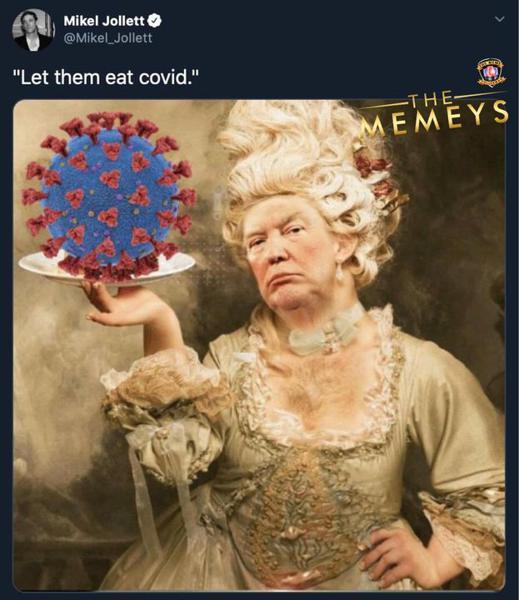 Mikel Jollett
@Mikel_Jollett
"Let them eat covid."
THE
MEMEYS